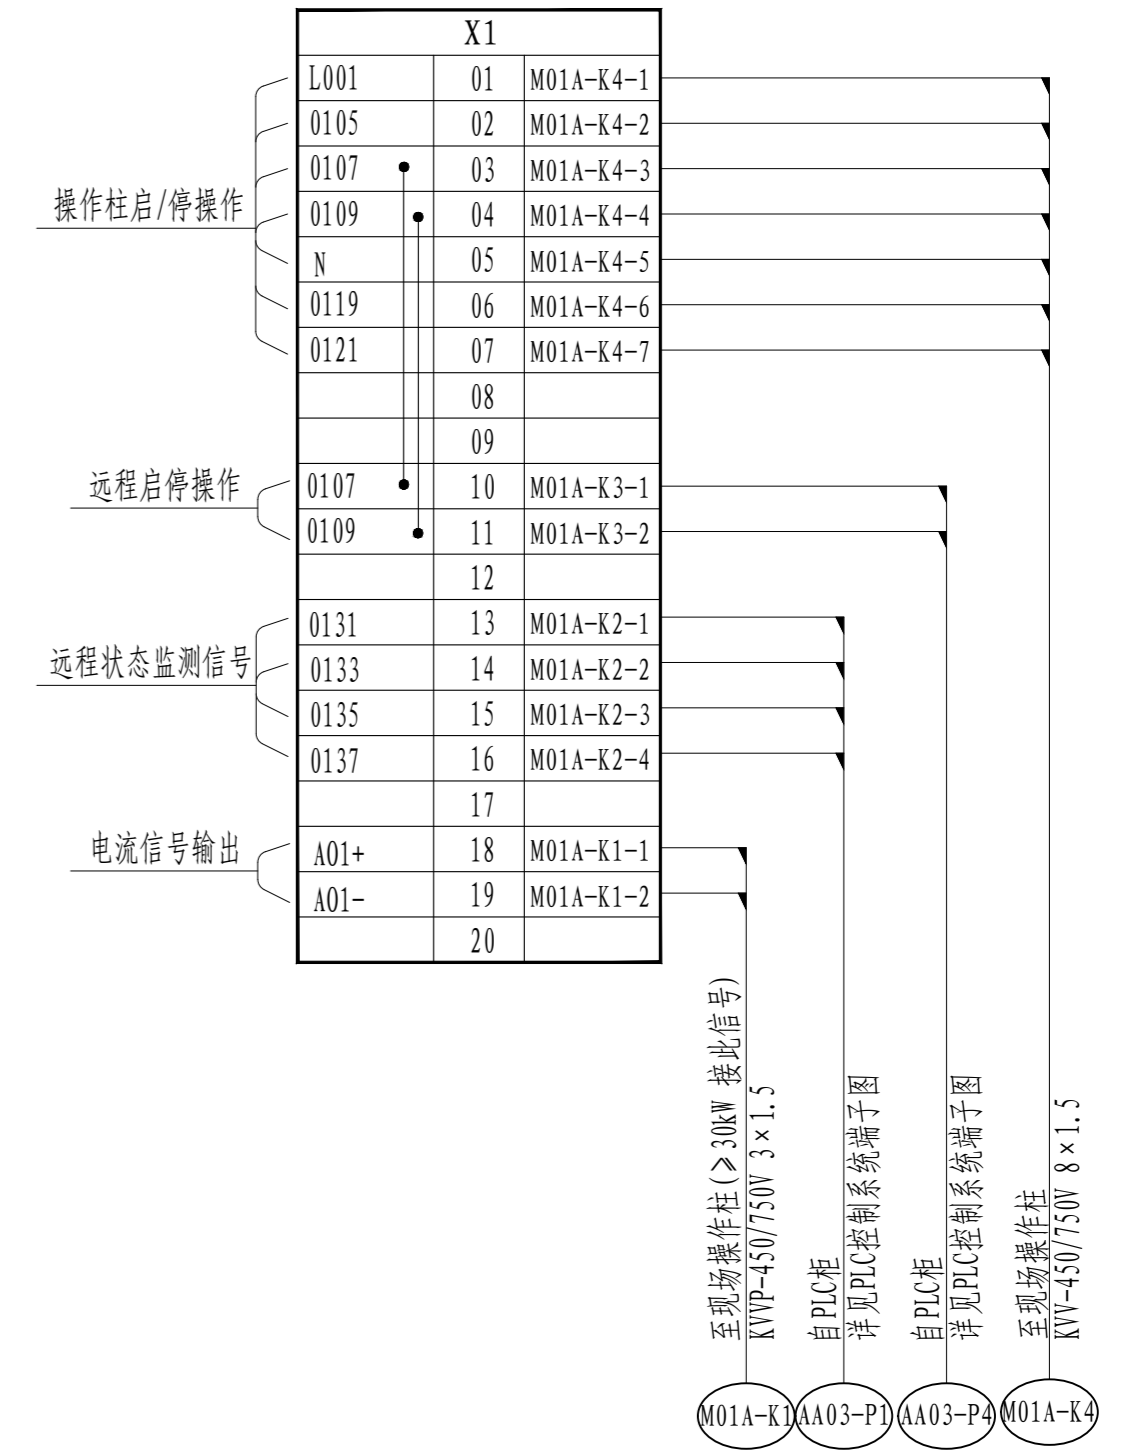 X1
L001 01 M01A-K4-1
0105 02 M01A-K4-2
0107 03 M01A-K4-3
操作柱启/停操作
0109 04 M01A-K4-4
N 05 M01A-K4-5
0119 06 M01A-K4-6
0121 07 M01A-K4-7
08
09
远程启停操作
0107 10 M01A-K3-1
0109 11 M01A-K3-2
12
0131 13 M01A-K2-1
远程状态监测信号
0133 14 M01A-K2-2
0135 15 M01A-K2-3
0137 16 M01A-K2-4
17
电流信号输出
A01+ 18 M01A-K1-1
A01- 19 M01A-K1-2
20
至现场操作柱(≥30kW 接此信号)
KVVP-450/750V 3×1.5
自PLC柜
详见PLC控制系统端子图
自PLC柜
详见PLC控制系统端子图
至现场操作柱
KVV-450/750V 8×1.5
M01A-K1
AA03-P1
AA03-P4
M01A-K4